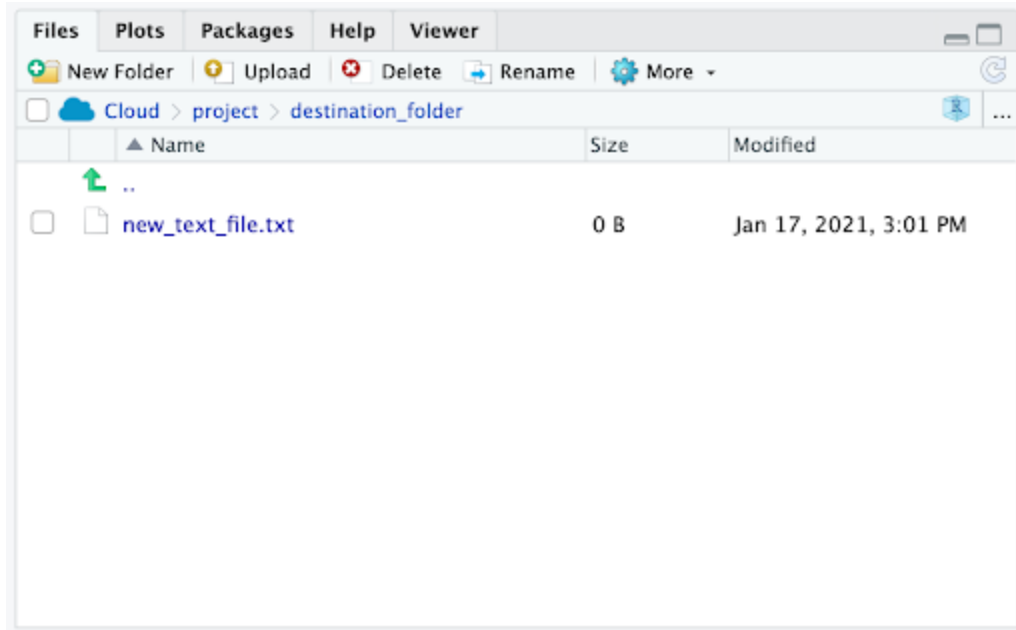 Files Plots Packages Help Viewer
New Folder Upload Delete Rename More
Cloud > project > destination_folder R ...
Name Size Modified
..
new_text_file.txt 0 B Jan 17, 2021, 3:01 PM